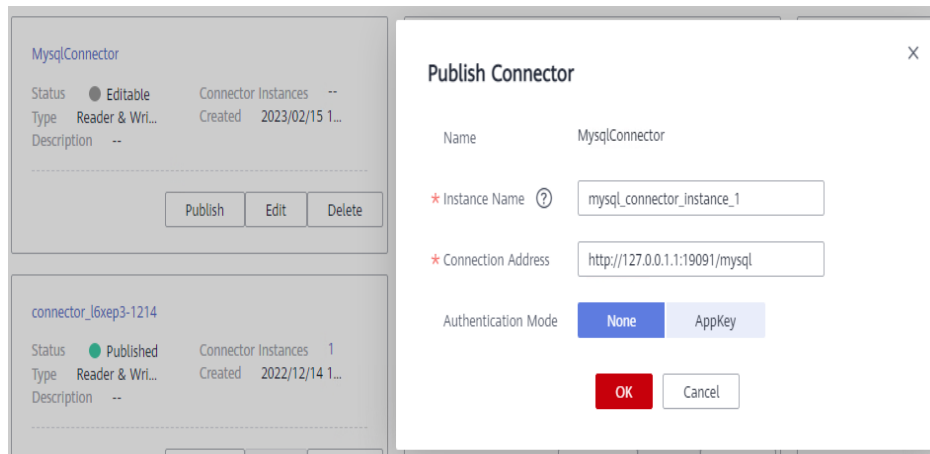 MysqlConnector
Status Editable Connector Instances --
Type Reader & Wri... Created 2023/02/15 1...
Description --
Publish Edit Delete
connector_l6xep3-1214
Status Published Connector Instances 1
Type Reader & Wri... Created 2022/12/14 1...
Description --
Publish Connector
Name MysqlConnector
* Instance Name ? mysql_connector_instance_1
* Connection Address http://127.0.0.1.1:19091/mysql
Authentication Mode None AppKey
OK Cancel